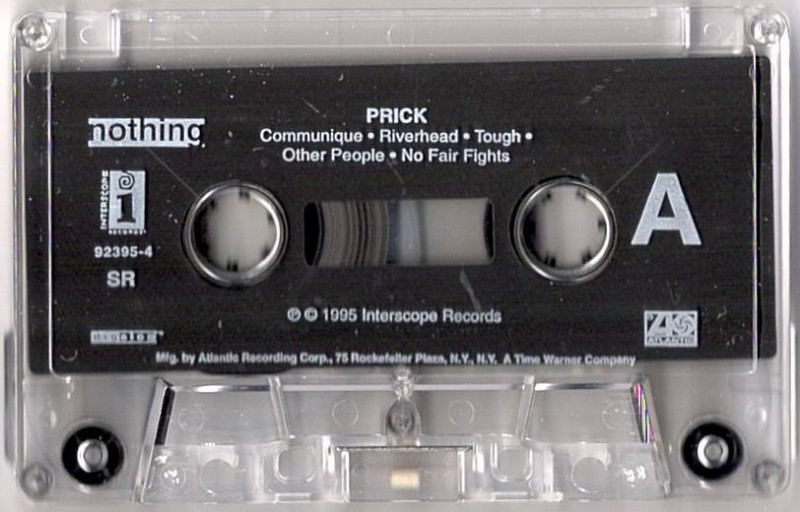 nothing
PRICK
Communique • Riverhead • Tough •
Other People • No Fair Fights
INTERSCOPE
RECORDS
92395-4
SR
A
℗ © 1995 Interscope Records
ATLANTIC
Mfg. by Atlantic Recording Corp., 75 Rockefeller Plaza, N.Y., N.Y. A Time Warner Company